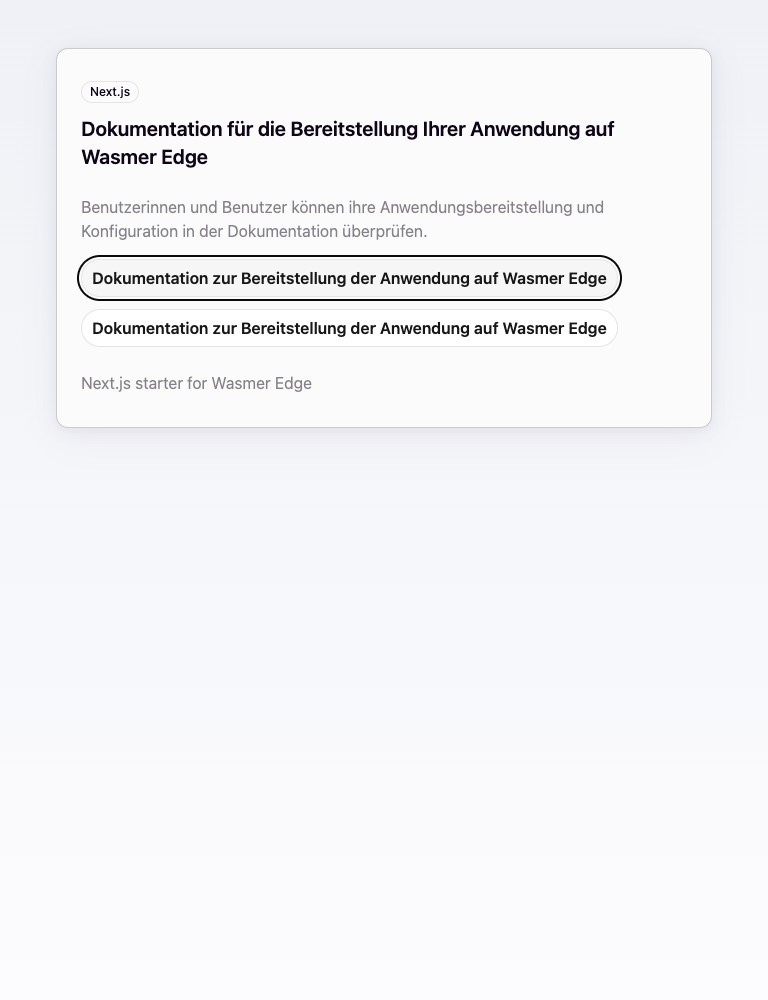 Next.js
Dokumentation für die Bereitstellung Ihrer Anwendung auf
Wasmer Edge
Benutzerinnen und Benutzer können ihre Anwendungsbereitstellung und
Konfiguration in der Dokumentation überprüfen.
Dokumentation zur Bereitstellung der Anwendung auf Wasmer Edge
Dokumentation zur Bereitstellung der Anwendung auf Wasmer Edge
Next.js starter for Wasmer Edge